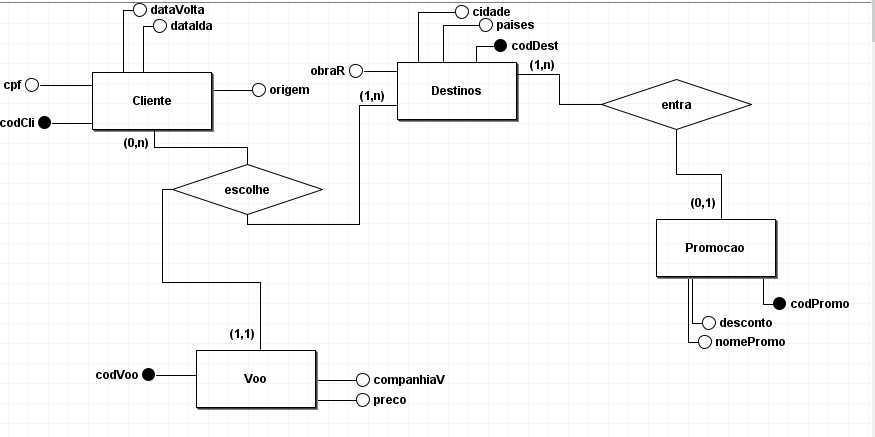 dataVolta
dataIda
cpf
Cliente
origem
codCli
(0,n)
cidade
paises
codDest
obraR
Destinos
(1,n)
(1,n)
entra
escolhe
(0,1)
Promocao
codPromo
desconto
nomePromo
(1,1)
codVoo
Voo
companhiaV
preco